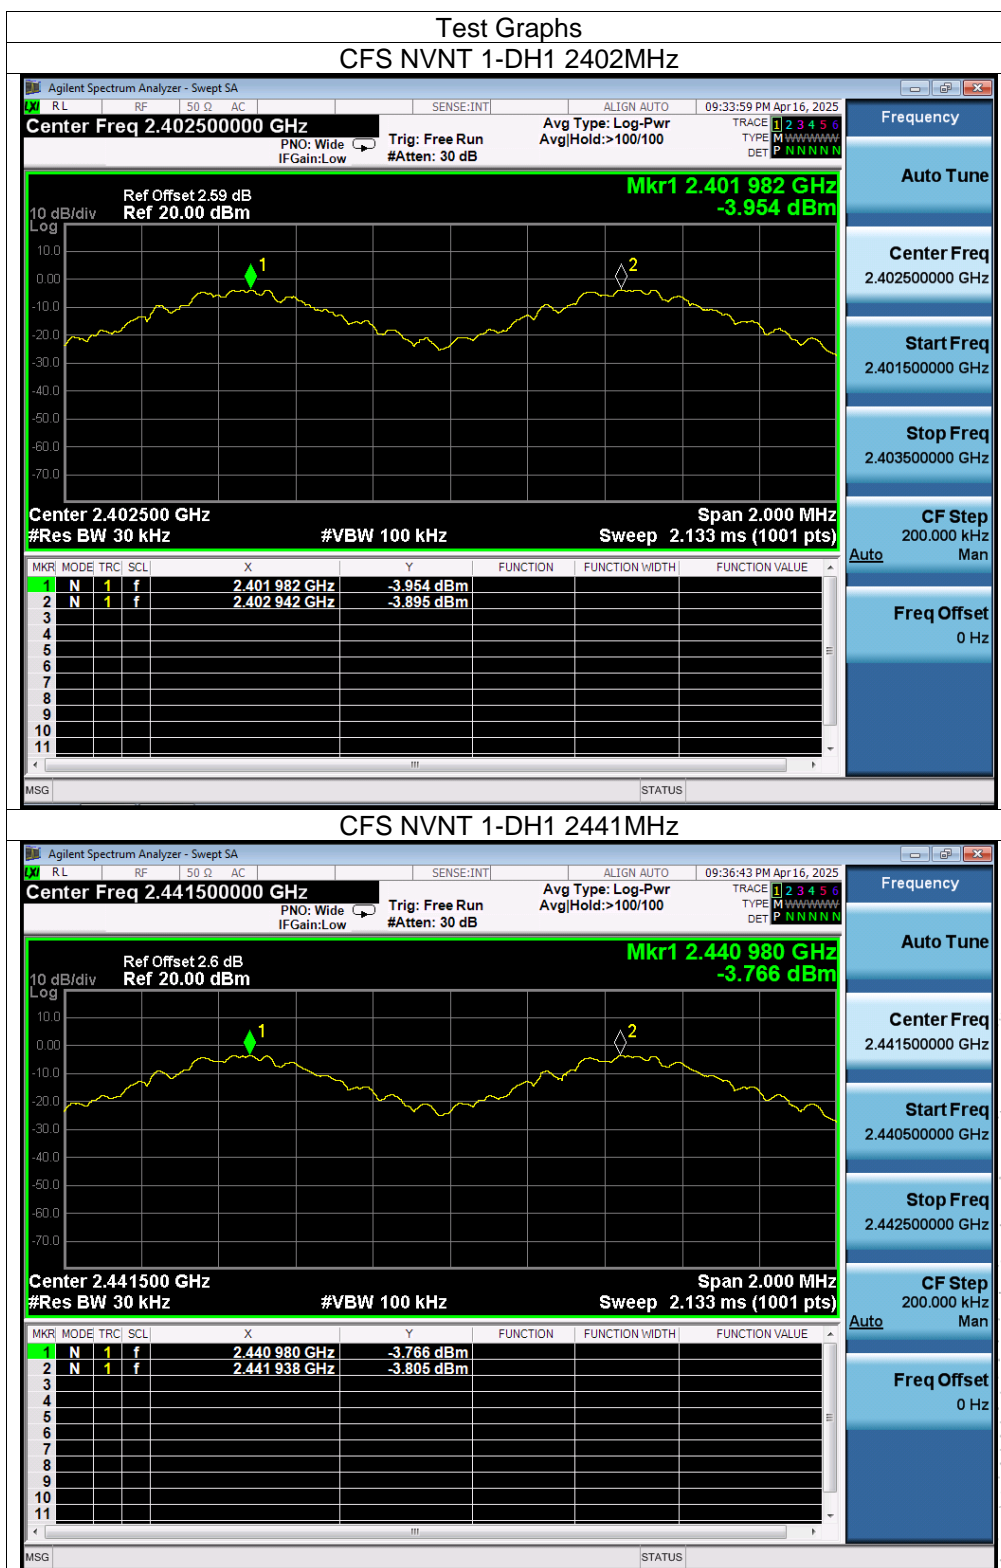 Test Graphs
CFS NVNT 1-DH1 2402MHz
Agilent Spectrum Analyzer - Swept SA
LXI RL RF 50 Ω AC SENSE:INT ALIGN AUTO 09:33:59 PM Apr 16, 2025
Center Freq 2.402500000 GHz
PNO: Wide
IFGain:Low
Trig: Free Run
#Atten: 30 dB
Avg Type: Log-Pwr
Avg|Hold:>100/100
TRACE 1 2 3 4 5 6
TYPE M WWWWW
DET P N N N N N
Frequency
Mkr1 2.401 982 GHz
-3.954 dBm
Ref Offset 2.59 dB
10 dB/div Ref 20.00 dBm
Log
10.0
0.00
-10.0
-20.0
-30.0
-40.0
-50.0
-60.0
-70.0
1
2
Center 2.402500 GHz Span 2.000 MHz
#Res BW 30 kHz #VBW 100 kHz Sweep 2.133 ms (1001 pts)
MKR MODE TRC SCL X Y FUNCTION FUNCTION WIDTH FUNCTION VALUE
1 N 1 f 2.401 982 GHz -3.954 dBm
2 N 1 f 2.402 942 GHz -3.895 dBm
3
4
5
6
7
8
9
10
11
MSG STATUS
Auto Tune
Center Freq
2.402500000 GHz
Start Freq
2.401500000 GHz
Stop Freq
2.403500000 GHz
CF Step
200.000 kHz
Auto Man
Freq Offset
0 Hz
CFS NVNT 1-DH1 2441MHz
Agilent Spectrum Analyzer - Swept SA
LXI RL RF 50 Ω AC SENSE:INT ALIGN AUTO 09:36:43 PM Apr 16, 2025
Center Freq 2.441500000 GHz
PNO: Wide
IFGain:Low
Trig: Free Run
#Atten: 30 dB
Avg Type: Log-Pwr
Avg|Hold:>100/100
TRACE 1 2 3 4 5 6
TYPE M WWWWW
DET P N N N N N
Frequency
Mkr1 2.440 980 GHz
-3.766 dBm
Ref Offset 2.6 dB
10 dB/div Ref 20.00 dBm
Log
10.0
0.00
-10.0
-20.0
-30.0
-40.0
-50.0
-60.0
-70.0
1
2
Center 2.441500 GHz Span 2.000 MHz
#Res BW 30 kHz #VBW 100 kHz Sweep 2.133 ms (1001 pts)
MKR MODE TRC SCL X Y FUNCTION FUNCTION WIDTH FUNCTION VALUE
1 N 1 f 2.440 980 GHz -3.766 dBm
2 N 1 f 2.441 938 GHz -3.805 dBm
3
4
5
6
7
8
9
10
11
MSG STATUS
Auto Tune
Center Freq
2.441500000 GHz
Start Freq
2.440500000 GHz
Stop Freq
2.442500000 GHz
CF Step
200.000 kHz
Auto Man
Freq Offset
0 Hz